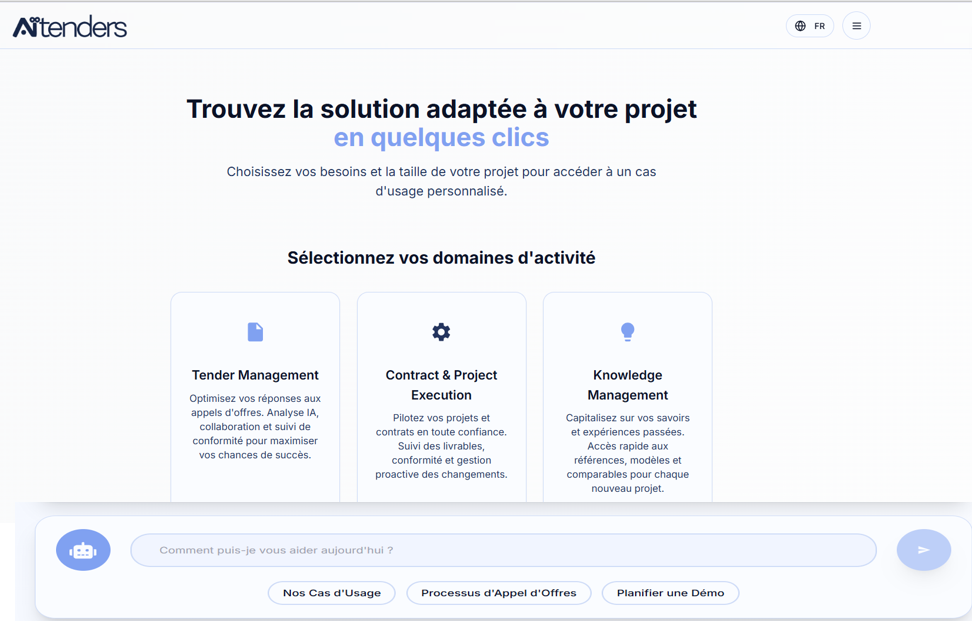 Aitenders
FR
Trouvez la solution adaptée à votre projet
en quelques clics
Choisissez vos besoins et la taille de votre projet pour accéder à un cas
d'usage personnalisé.
Sélectionnez vos domaines d'activité
Tender Management
Optimisez vos réponses aux
appels d'offres. Analyse IA,
collaboration et suivi de
conformité pour maximiser
vos chances de succès.
Contract & Project
Execution
Pilotez vos projets et
contrats en toute confiance.
Suivi des livrables,
conformité et gestion
proactive des changements.
Knowledge
Management
Capitalisez sur vos savoirs
et expériences passées.
Accès rapide aux
références, modèles et
comparables pour chaque
nouveau projet.
Comment puis-je vous aider aujourd'hui ?
Nos Cas d'Usage
Processus d'Appel d'Offres
Planifier une Démo